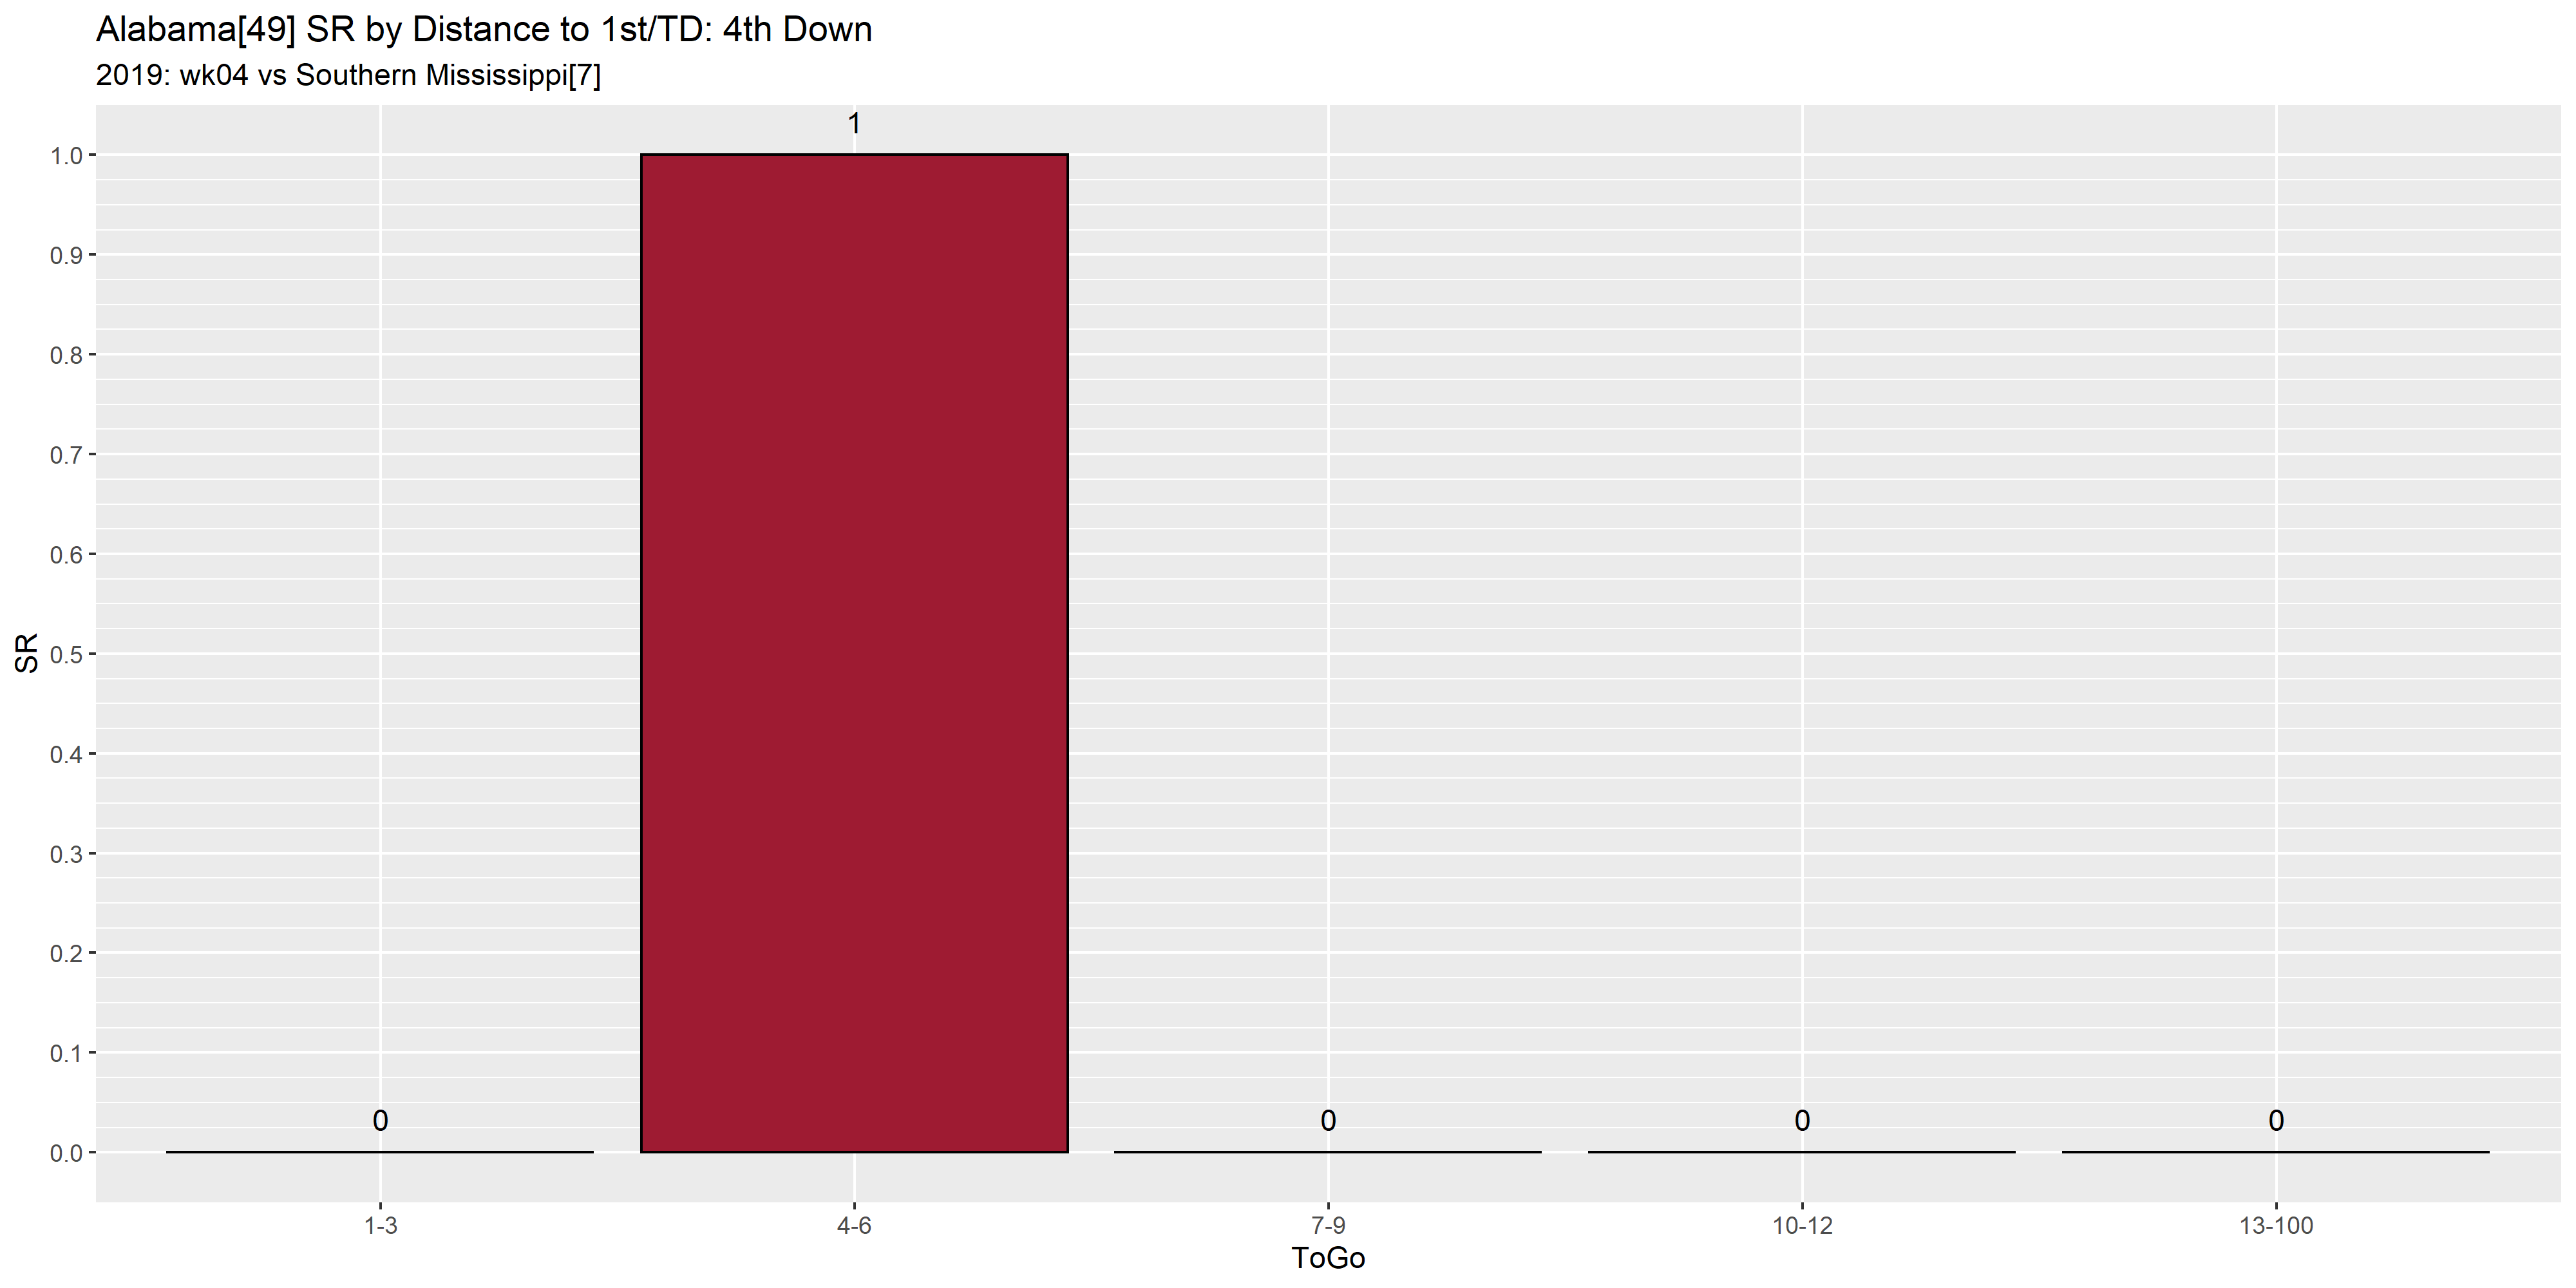 Alabama[49] SR by Distance to 1st/TD: 4th Down
2019: wk04 vs Southern Mississippi[7]
1
1.0
0.9
0.8
0.7
0.6
SR
0.5
0.4
0.3
0.2
0.1
0 0 0 0
0.0
1-3 4-6 7-9 10-12 13-100
ToGo